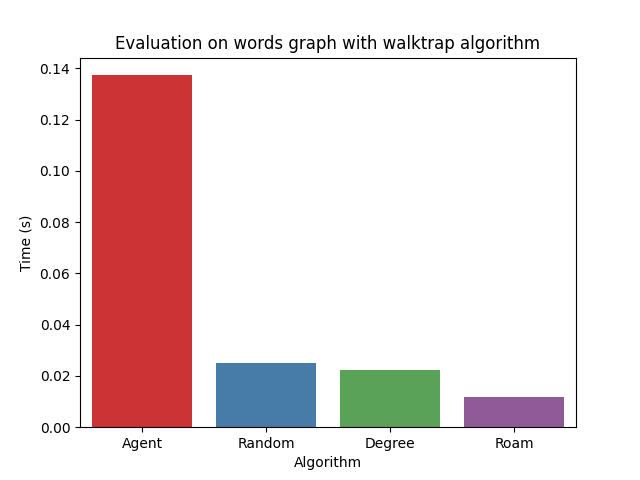 Evaluation on words graph with walktrap algorithm
0.14
0.12
0.10
0.08
0.06
0.04
0.02
0.00
Time (s)
Agent Random Degree Roam
Algorithm